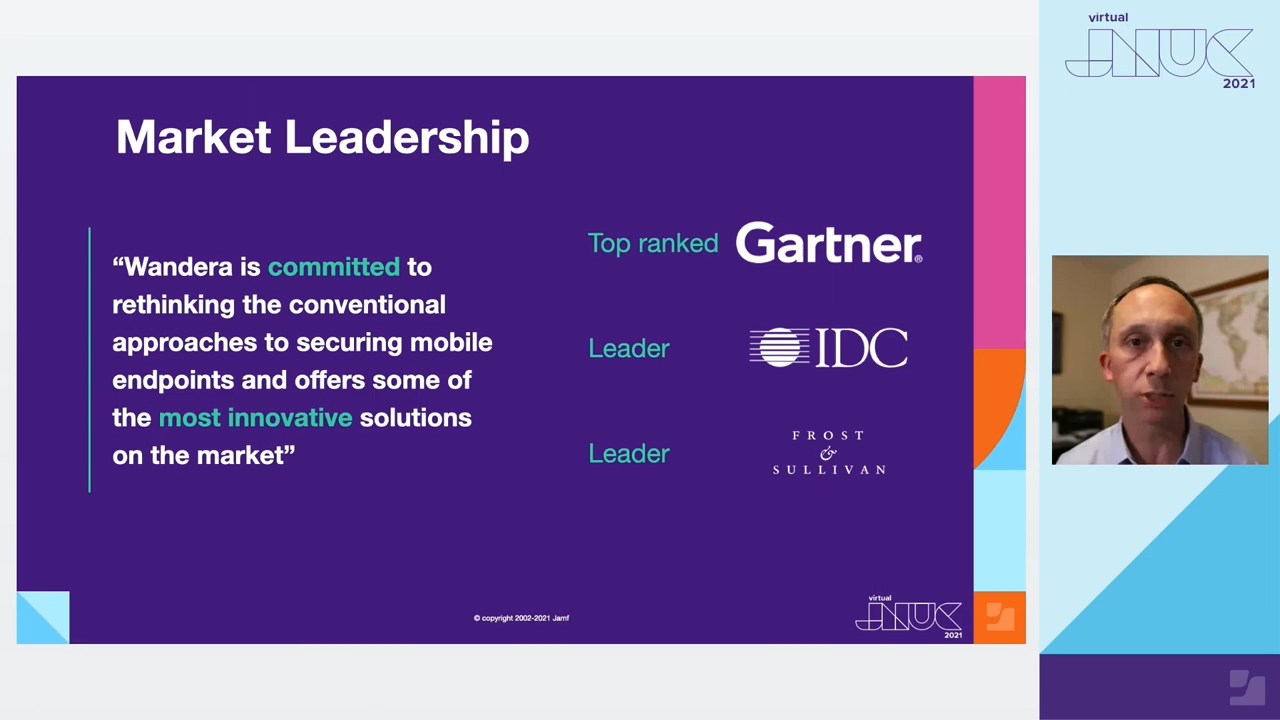 Market Leadership
“Wandera is committed to
rethinking the conventional
approaches to securing mobile
endpoints and offers some of
the most innovative solutions
on the market”
Top ranked Gartner®
Leader IDC
Leader FROST
&
SULLIVAN
© copyright 2002-2021 Jamf
virtual
JNUC
2021
virtual
JNUC
2021